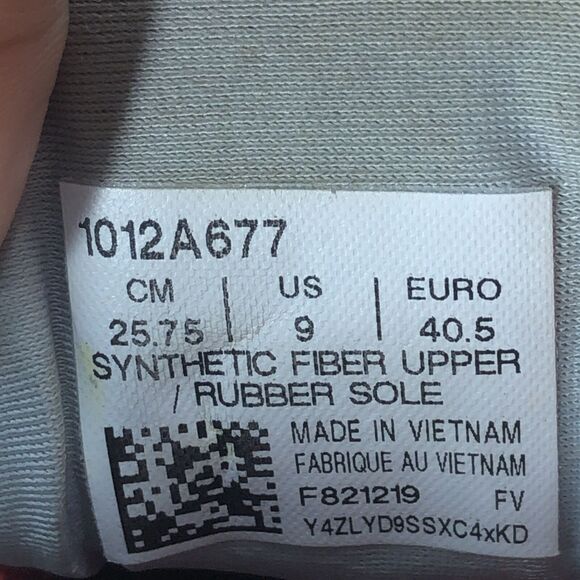 1012A677
CM | US | EURO
25.75 | 9 | 40.5
SYNTHETIC FIBER UPPER
/ RUBBER SOLE
MADE IN VIETNAM
FABRIQUE AU VIETNAM
F821219 FV
Y4ZLYD9SSXC4xKD